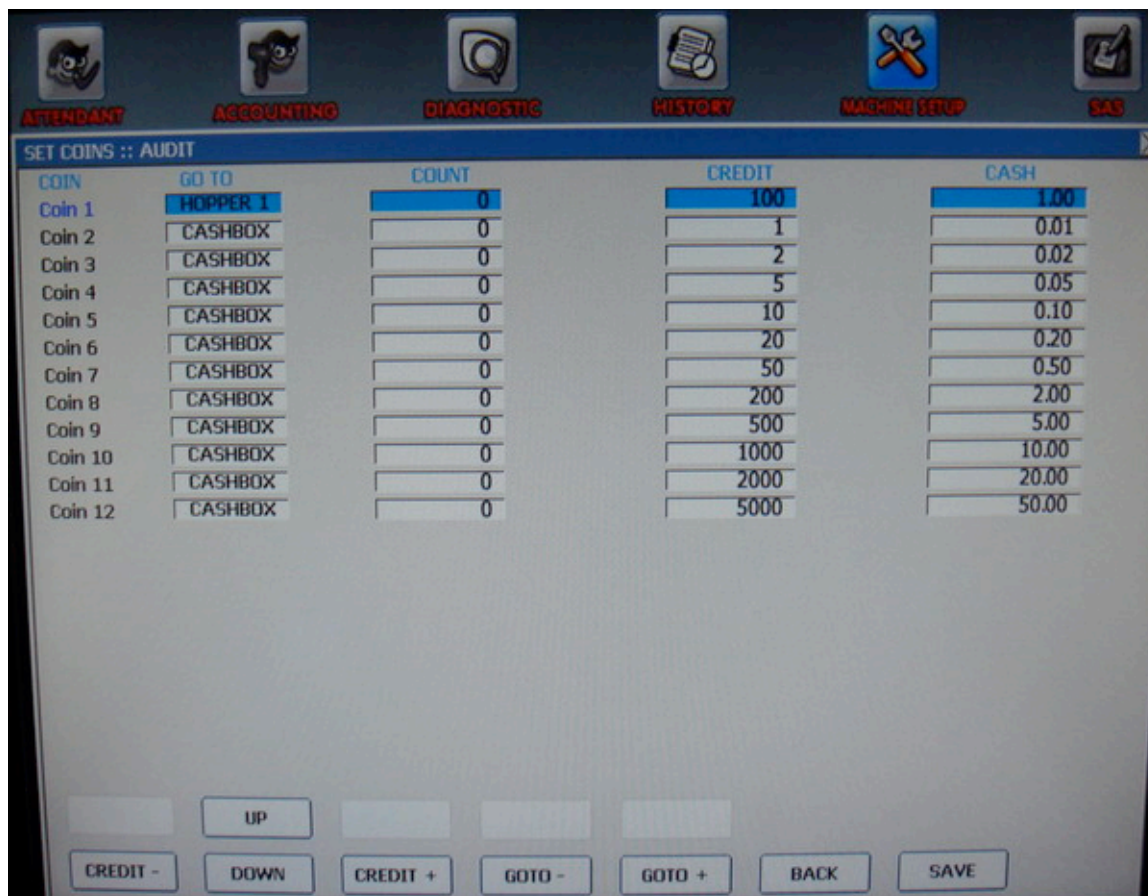 ATTENDANT ACCOUNTING DIAGNOSTIC HISTORY MACHINE SETUP SAS
SET COINS :: AUDIT
COIN GO TO COUNT CREDIT CASH
Coin 1 HOPPER 1 0 100 1.00
Coin 2 CASHBOX 0 1 0.01
Coin 3 CASHBOX 0 2 0.02
Coin 4 CASHBOX 0 5 0.05
Coin 5 CASHBOX 0 10 0.10
Coin 6 CASHBOX 0 20 0.20
Coin 7 CASHBOX 0 50 0.50
Coin 8 CASHBOX 0 200 2.00
Coin 9 CASHBOX 0 500 5.00
Coin 10 CASHBOX 0 1000 10.00
Coin 11 CASHBOX 0 2000 20.00
Coin 12 CASHBOX 0 5000 50.00
UP
CREDIT - DOWN CREDIT + GOTO - GOTO + BACK SAVE